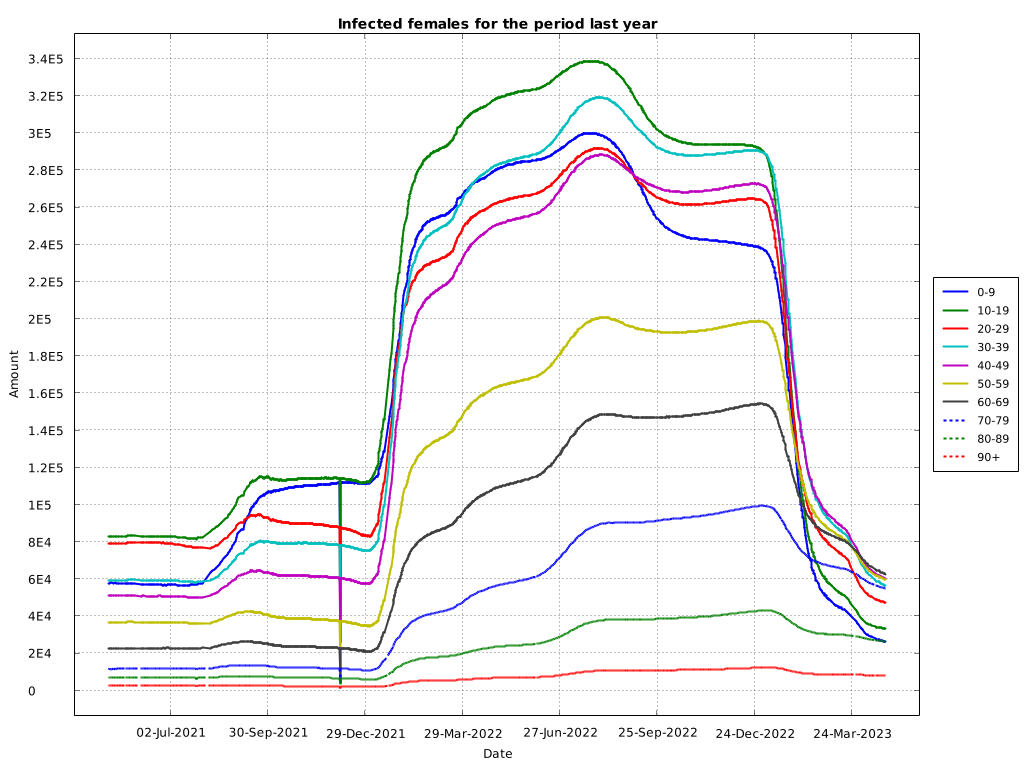 Infected females for the period last year
3.4E5
3.2E5
3E5
2.8E5
2.6E5
2.4E5
2.2E5
2E5
1.8E5
1.6E5
1.4E5
1.2E5
1E5
8E4
6E4
4E4
2E4
0
Amount
02-Jul-2021 30-Sep-2021 29-Dec-2021 29-Mar-2022 27-Jun-2022 25-Sep-2022 24-Dec-2022 24-Mar-2023
Date
0-9
10-19
20-29
30-39
40-49
50-59
60-69
70-79
80-89
90+